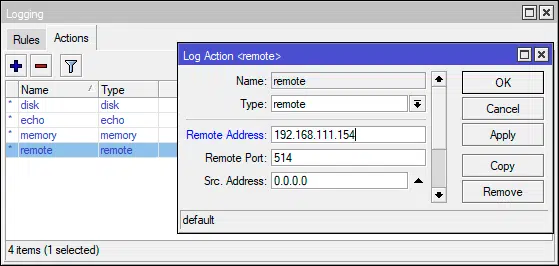 Logging
Rules Actions
Name Type
* disk disk
* echo echo
* memory memory
* remote remote
4 items (1 selected)
Log Action <remote>
Name: remote
Type: remote
Remote Address: 192.168.111.154
Remote Port: 514
Src. Address: 0.0.0.0
default
OK
Cancel
Apply
Copy
Remove